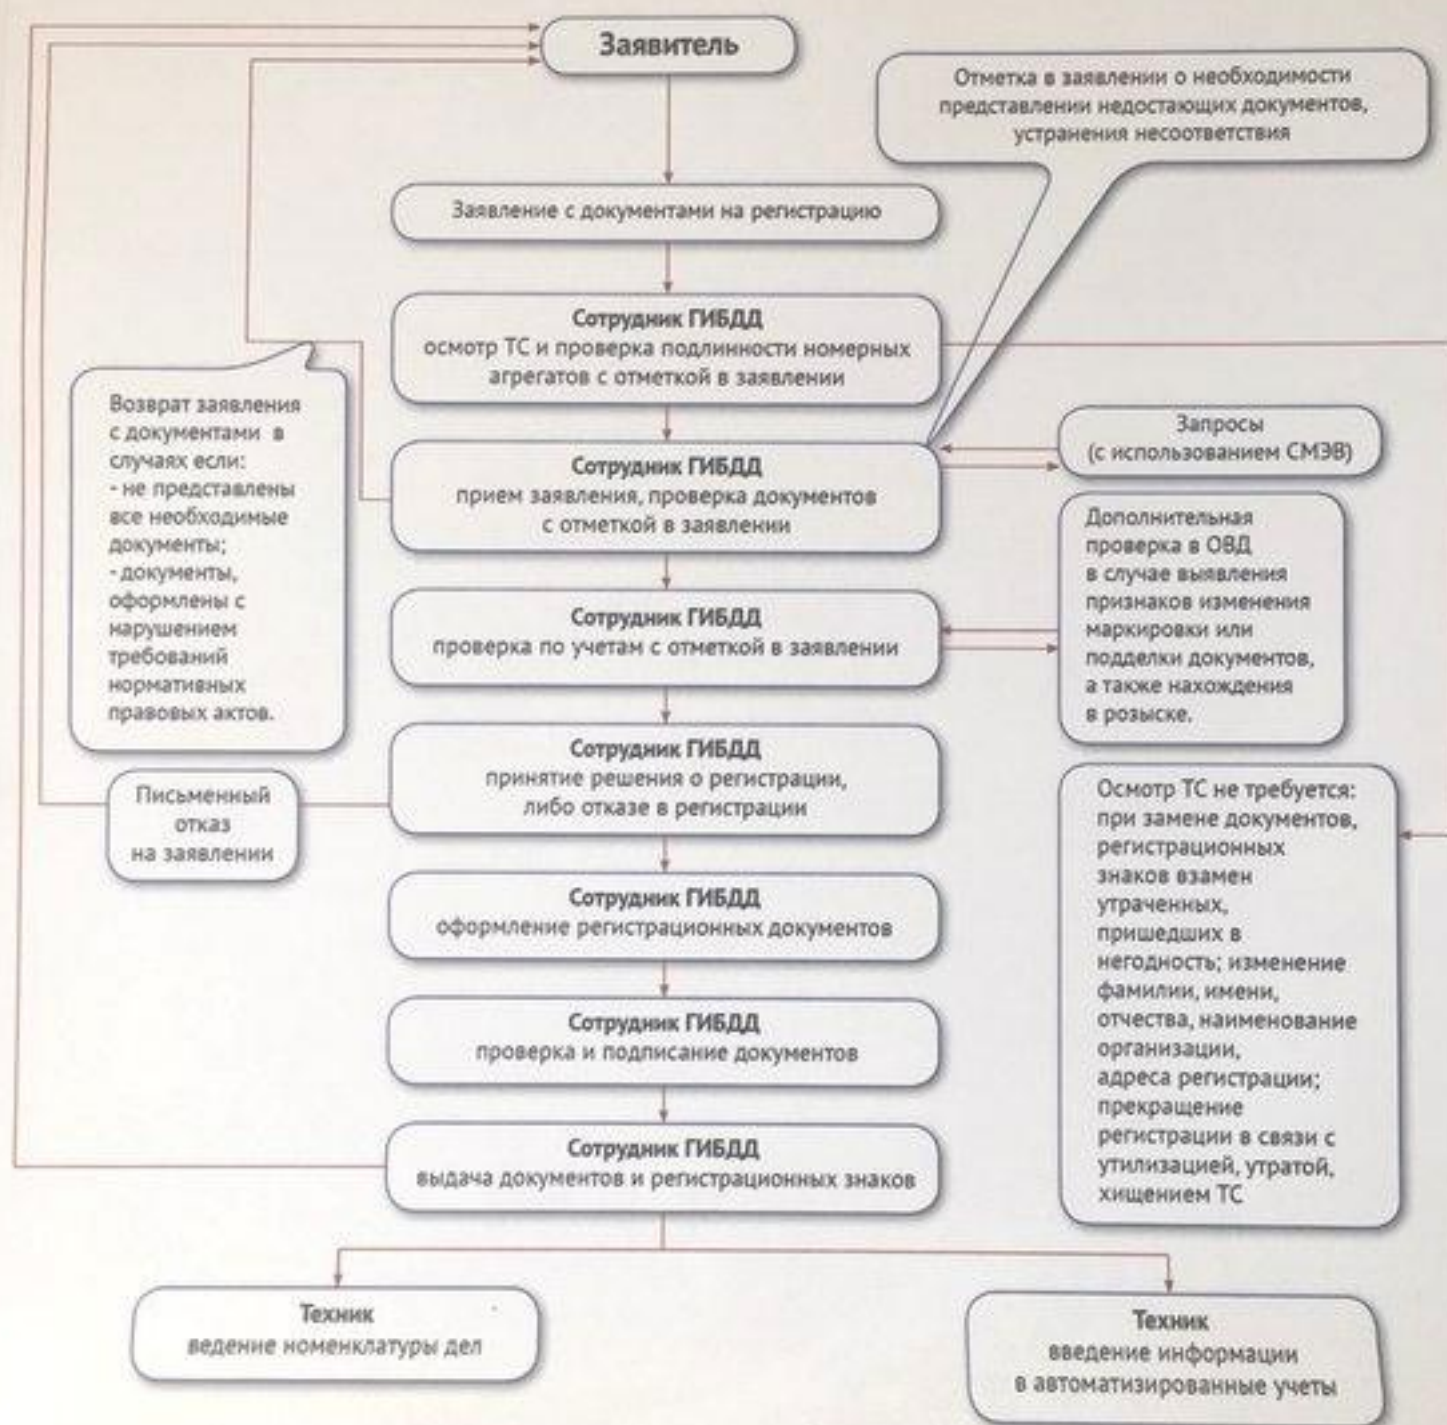 Заявитель
Отметка в заявлении о необходимости
представлении недостающих документов,
устранения несоответствия
Заявление с документами на регистрацию
Сотрудник ГИБДД
осмотр ТС и проверка подлинности номерных
агрегатов с отметкой в заявлении
Возврат заявления
с документами в
случаях если:
- не представлены
все необходимые
документы;
- документы,
оформлены с
нарушением
требований
нормативных
правовых актов.
Сотрудник ГИБДД
прием заявления, проверка документов
с отметкой в заявлении
Запросы
(с использованием СМЭВ)
Дополнительная
проверка в ОВД
в случае выявления
признаков изменения
маркировки или
подделки документов,
а также нахождения
в розыске.
Сотрудник ГИБДД
проверка по учетам с отметкой в заявлении
Сотрудник ГИБДД
принятие решения о регистрации,
либо отказе в регистрации
Письменный
отказ
на заявлении
Осмотр ТС не требуется:
при замене документов,
регистрационных
знаков взамен
утраченных,
пришедших в
негодность; изменение
фамилии, имени,
отчества, наименование
организации,
адреса регистрации;
прекращение
регистрации в связи с
утилизацией, утратой,
хищением ТС
Сотрудник ГИБДД
оформление регистрационных документов
Сотрудник ГИБДД
проверка и подписание документов
Сотрудник ГИБДД
выдача документов и регистрационных знаков
Техник
ведение номенклатуры дел
Техник
введение информации
в автоматизированные учеты